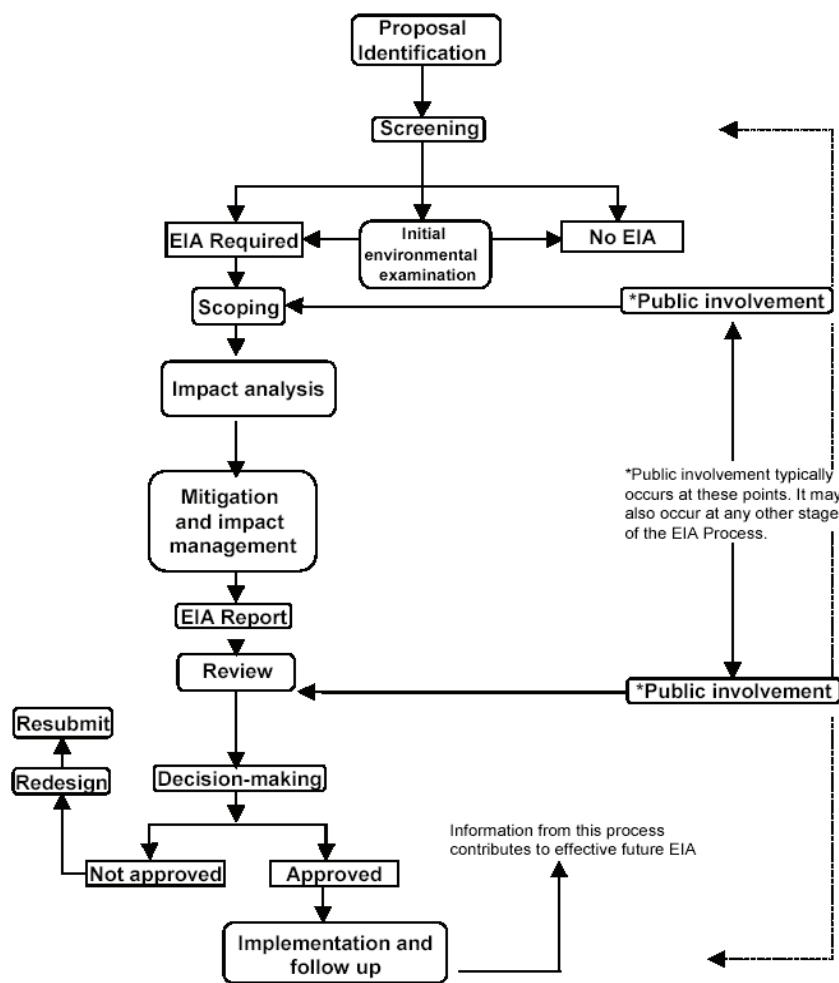 Proposal
Identification
Screening
EIA Required
Initial
environmental
examination
No EIA
Scoping
*Public involvement
Impact analysis
*Public involvement typically
occurs at these points. It may
also occur at any other stage
of the EIA Process.
Mitigation
and impact
management
EIA Report
Review
*Public involvement
Resubmit
Redesign
Decision-making
Information from this process
contributes to effective future EIA
Not approved
Approved
Implementation and
follow up